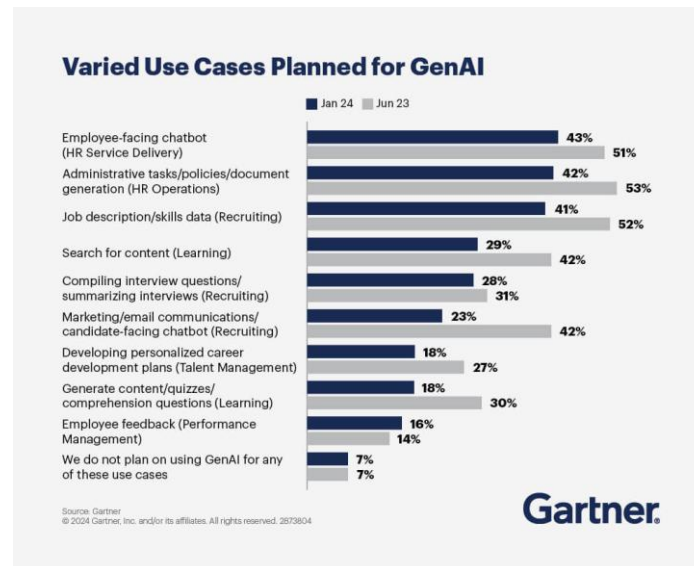 Varied Use Cases Planned for GenAI
Jan 24 Jun 23
Employee-facing chatbot
(HR Service Delivery)
43%
51%
Administrative tasks/policies/document
generation (HR Operations)
42%
53%
Job description/skills data (Recruiting)
41%
52%
Search for content (Learning)
29%
42%
Compiling interview questions/
summarizing interviews (Recruiting)
28%
31%
Marketing/email communications/
candidate-facing chatbot (Recruiting)
23%
42%
Developing personalized career
development plans (Talent Management)
18%
27%
Generate content/quizzes/
comprehension questions (Learning)
18%
30%
Employee feedback (Performance
Management)
16%
14%
We do not plan on using GenAI for any
of these use cases
7%
7%
Source: Gartner
© 2024 Gartner, Inc. and/or its affiliates. All rights reserved. 2873804
Gartner®